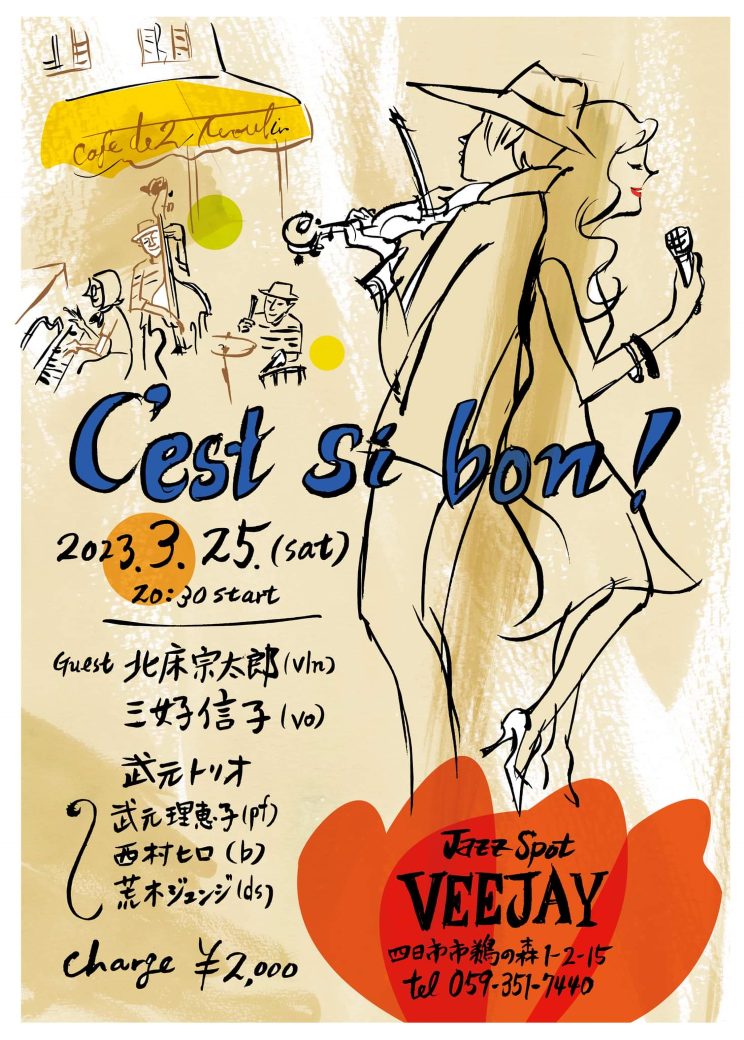 cafe de 2 moulin
C'est si bon!
2023.3.25.(sat)
20:30 start
Guest 北床宗太郎(vln)
三好信子(vo)
武元トリオ
武元理恵子(pf)
西村ヒロ(b)
荒木ジュンジ(ds)
charge ¥2,000
Jazz Spot
VEEJAY
四日市市鵜の森1-2-15
tel 059-351-7440